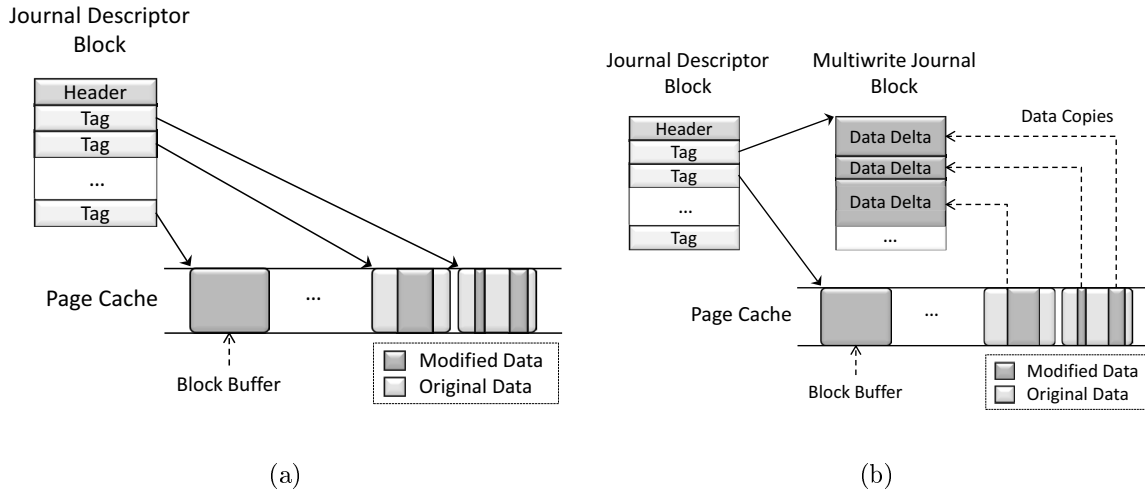 Journal Descriptor
Block
Header
Tag
Tag
...
Tag
Page Cache
...
Block Buffer
Modified Data
Original Data
(a)
Journal Descriptor
Block
Multiwrite Journal
Block
Header
Tag
Tag
...
Tag
Data Delta
Data Delta
Data Delta
...
Data Copies
Page Cache
...
Block Buffer
Modified Data
Original Data
(b)